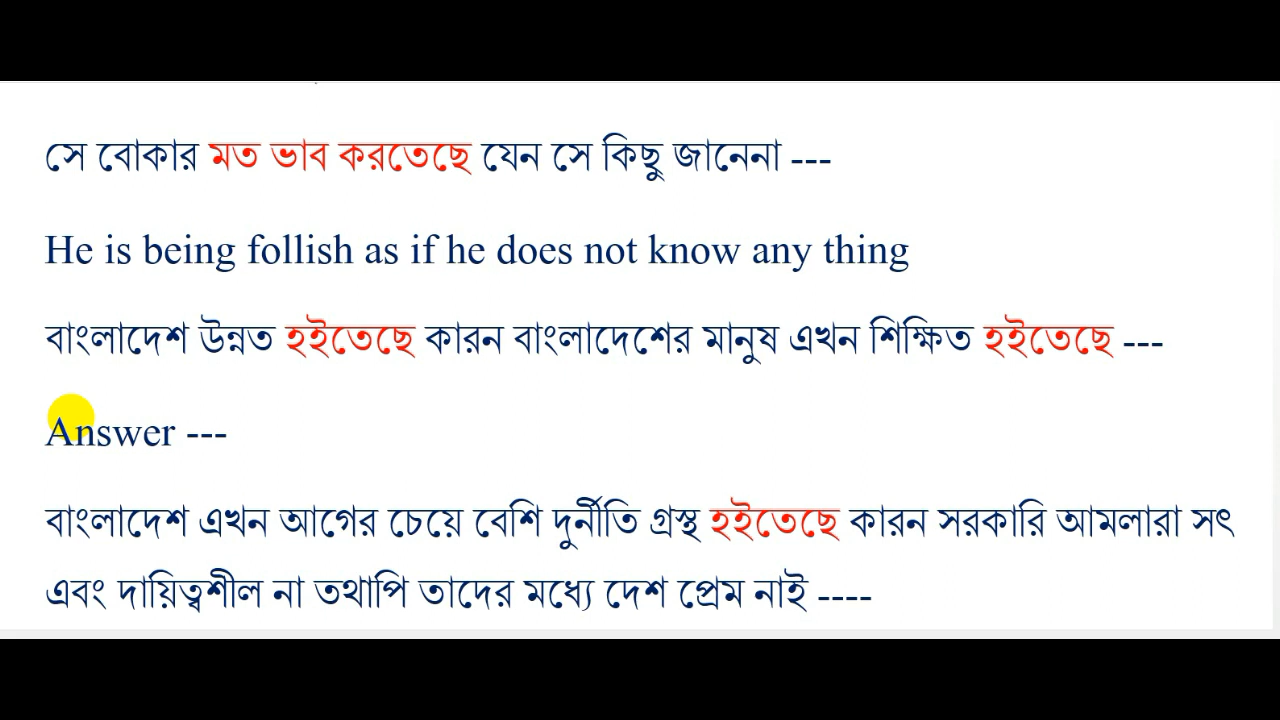 সে বোকার মত ভাব করতেছে যেন সে কিছু জানেনা ---
He is being follish as if he does not know any thing
বাংলাদেশ উন্নত হইতেছে কারন বাংলাদেশের মানুষ এখন শিক্ষিত হইতেছে ---
Answer ---
বাংলাদেশ এখন আগের চেয়ে বেশি দুর্নীতি গ্রস্থ হইতেছে কারন সরকারি আমলারা সৎ
এবং দায়িত্বশীল না তথাপি তাদের মধ্যে দেশ প্রেম নাই ----